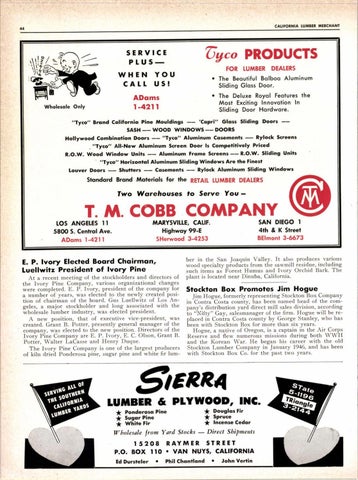 44
CALIFORNIA LUMBER MERCHANT
SERVICE
PLUS—
WHEN YOU
CALL US!
ADams
1-4211
Wholesale Only
Tyco PRODUCTS
FOR LUMBER DEALERS
• The Beautiful Balboa Aluminum
Sliding Glass Door.
• The Deluxe Royal Features the
Most Exciting Innovation In
Sliding Door Hardware.
"Tyco" Brand California Pine Mouldings — "Capri" Glass Sliding Doors —
SASH — WOOD WINDOWS — DOORS
Hollywood Combination Doors — "Tyco" Aluminum Casements — Rylock Screens
"Tyco" All-New Aluminum Screen Door Is Competitively Priced
R.O.W. Wood Window Units — Aluminum Frame Screens — R.O.W. Sliding Units
"Tyco" Horizontal Aluminum Sliding Windows Are the Finest
Louver Doors — Shutters — Casements — Rylock Aluminum Sliding Windows
Standard Brand Materials for the RETAIL LUMBER DEALERS
Two Warehouses to Serve You—
T. M. COBB COMPANY
LOS ANGELES 11
5800 S. Central Ave.
ADams 1-4211
MARYSVILLE, CALIF.
Highway 99-E
SHerwood 3-4253
SAN DIEGO 1
4th & K Street
BElmont 3-6673
E. P. Ivory Elected Board Chairman,
Luellwitz President of Ivory Pine
At a recent meeting of the stockholders and directors of
the Ivory Pine Company, various organizational changes
were completed. E. P. Ivory, president of the company for
a number of years, was elected to the newly created position
of chairman of the board. Gus Luellwitz of Los Angeles,
a major stockholder and long associated with the
wholesale lumber industry, was elected president.
A new position, that of executive vice-president, was
created. Grant B. Potter, presently general manager of the
company, was elected to the new position. Directors of the
Ivory Pine Company are E. P. Ivory, E. C. Olson, Grant B.
Potter, Walter LaCasse and Henry Duque.
The Ivory Pine Company is one of the largest producers
of kiln dried Ponderosa pine, sugar pine and white fir lumber
in the San Joaquin Valley. It also produces various
wood specialty products from the sawmill residue, including
such items as Forest Humus and Ivory Orchid Bark. The
plant is located near Dinuba, California.
Stockton Box Promotes Jim Hogue
Jim Hogue, formerly representing Stockton Box Company
in Contra Costa county, has been named head of the company's
distribution yard direct mill sales division, according
to "Nifty" Gay, salesmanager of the firm. Hogue will be replaced
in Contra Costa county by George Stanley, who has
been with Stockton Box for more than six years.
Hogue, a native of Oregon, is a captain in the Air Corps
Reserve and flew numerous missions during both WWII
and the Korean War. He began his career with the old
Stockton Lumber Company in January 1946, and has been
with Stockton Box Co. for the past two years.
SERVING ALL OF
THE SOUTHERN
CALIFORNIA
LUMBER YARDS
SIERRA
LUMBER & PLYWOOD, INC.
★ Ponderosa Pine
★ Sugar Pine
★ White Fir
★ Douglas Fir
★ Spruce
★ Incense Cedar
STate
5-1196
TRiangle
3-2144
Wholesale from Yard Stocks — Direct Shipments
15208 RAYMER STREET
P.O. BOX 110 • VAN NUYS, CALIFORNIA
Ed Dursteler • Phil Chantland • John Vartin